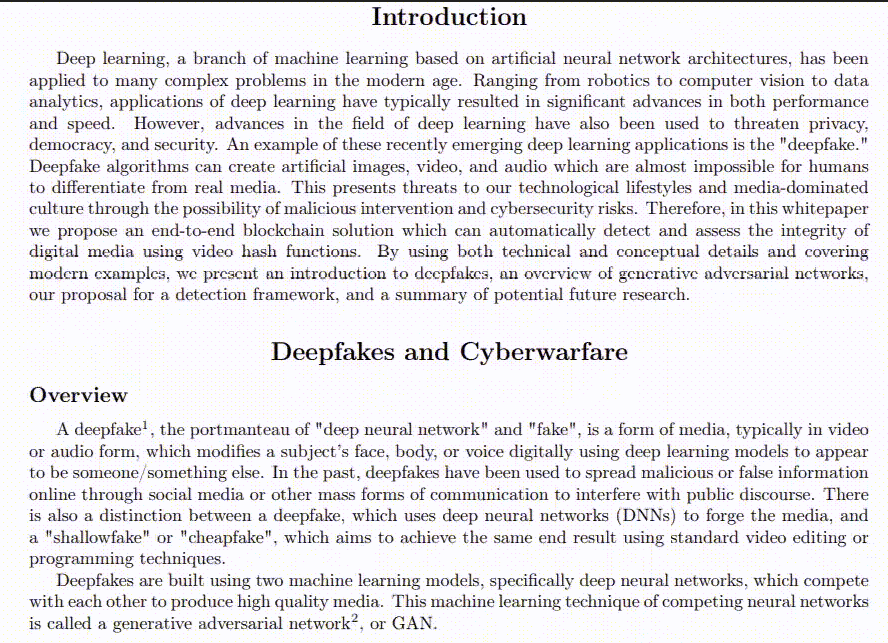 Introduction
Deep learning, a branch of machine learning based on artificial neural network architectures, has been
applied to many complex problems in the modern age. Ranging from robotics to computer vision to data
analytics, applications of deep learning have typically resulted in significant advances in both performance
and speed. However, advances in the field of deep learning have also been used to threaten privacy,
democracy, and security. An example of these recently emerging deep learning applications is the "deepfake."
Deepfake algorithms can create artificial images, video, and audio which are almost impossible for humans
to differentiate from real media. This presents threats to our technological lifestyles and media-dominated
culture through the possibility of malicious intervention and cybersecurity risks. Therefore, in this whitepaper
we propose an end-to-end blockchain solution which can automatically detect and assess the integrity of
digital media using video hash functions. By using both technical and conceptual details and covering
modern examples, we present an introduction to deepfakes, an overview of generative adversarial networks,
our proposal for a detection framework, and a summary of potential future research.
Deepfakes and Cyberwarfare
Overview
A deepfake¹, the portmanteau of "deep neural network" and "fake", is a form of media, typically in video
or audio form, which modifies a subject's face, body, or voice digitally using deep learning models to appear
to be someone/something else. In the past, deepfakes have been used to spread malicious or false information
online through social media or other mass forms of communication to interfere with public discourse. There
is also a distinction between a deepfake, which uses deep neural networks (DNNs) to forge the media, and
a "shallowfake" or "cheapfake", which aims to achieve the same end result using standard video editing or
programming techniques.
Deepfakes are built using two machine learning models, specifically deep neural networks, which compete
with each other to produce high quality media. This machine learning technique of competing neural networks
is called a generative adversarial network², or GAN.